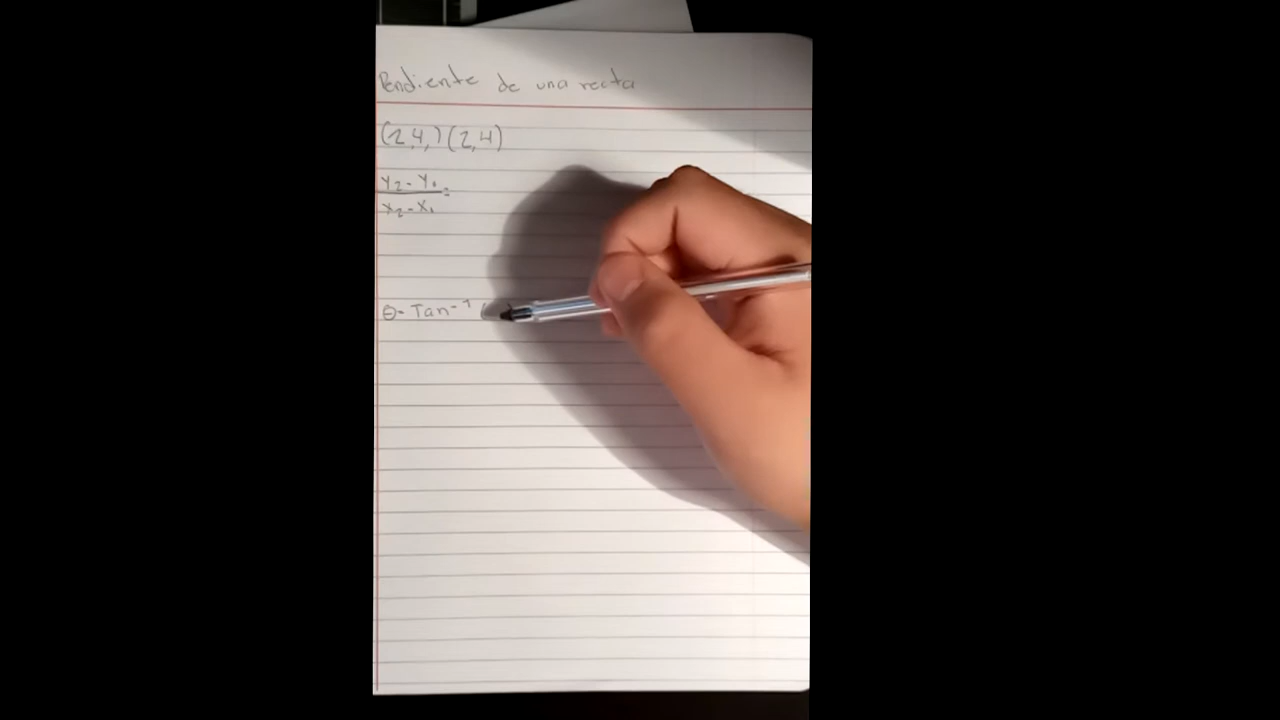 Pendiente de una recta
(2,4,) (2,4)
Y₂ - Y₁
X₂ - X₁ =
θ = Tan⁻¹ (